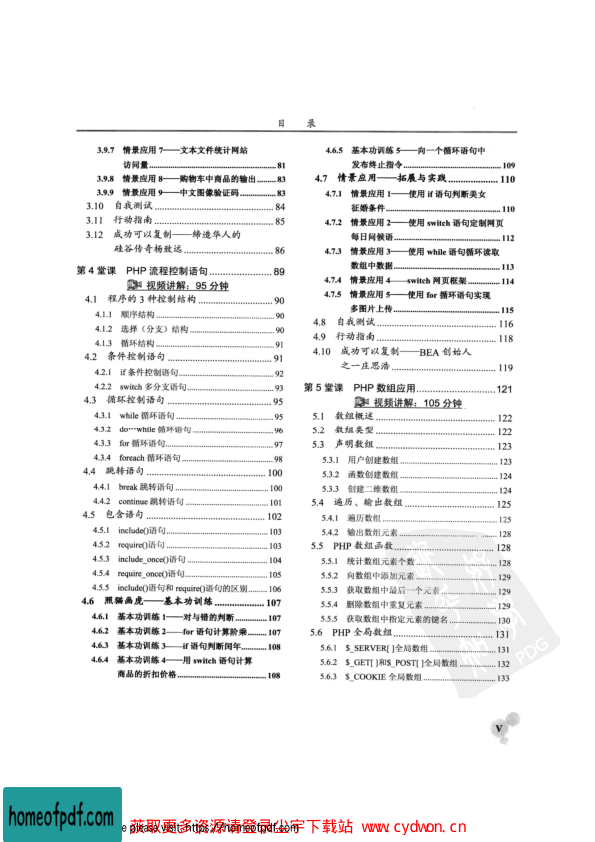 目 录
3.9.7 情景应用 7——文本文件统计网站
访问量……81
3.9.8 情景应用 8——购物车中商品的输出……83
3.9.9 情景应用 9——中文图像验证码……83
3.10 自我测试……84
3.11 行动指南……85
3.12 成功可以复制——缔造华人的
硅谷传奇杨致远……86
第 4 堂课 PHP 流程控制语句……89
视频讲解：95 分钟
4.1 程序的 3 种控制结构……90
4.1.1 顺序结构……90
4.1.2 选择（分支）结构……90
4.1.3 循环结构……91
4.2 条件控制语句……91
4.2.1 if 条件控制语句……92
4.2.2 switch 多分支语句……93
4.3 循环控制语句……95
4.3.1 while 循环语句……95
4.3.2 do…while 循环语句……96
4.3.3 for 循环语句……97
4.3.4 foreach 循环语句……98
4.4 跳转语句……100
4.4.1 break 跳转语句……100
4.4.2 continue 跳转语句……101
4.5 包含语句……102
4.5.1 include()语句……103
4.5.2 require()语句……103
4.5.3 include_once()语句……104
4.5.4 require_once()语句……105
4.5.5 include()语句和 require()语句的区别……106
4.6 照猫画虎——基本功训练……107
4.6.1 基本功训练 1——对与错的判断……107
4.6.2 基本功训练 2——for 语句计算阶乘……107
4.6.3 基本功训练 3——if 语句判断闰年……108
4.6.4 基本功训练 4——用 switch 语句计算
商品的折扣价格……108
4.6.5 基本功训练 5——向一个循环语句中
发布终止指令……109
4.7 情景应用——拓展与实践……110
4.7.1 情景应用 1——使用 if 语句判断美女
征婚条件……110
4.7.2 情景应用 2——使用 switch 语句定制网页
每日问候语……112
4.7.3 情景应用 3——使用 while 语句循环读取
数组中数据……113
4.7.4 情景应用 4——switch 网页框架……114
4.7.5 情景应用 5——使用 for 循环语句实现
多图片上传……115
4.8 自我测试……116
4.9 行动指南……118
4.10 成功可以复制——BEA 创始人
之一庄思浩……119
第 5 堂课 PHP 数组应用……121
视频讲解：105 分钟
5.1 数组概述……122
5.2 数组类型……122
5.3 声明数组……123
5.3.1 用户创建数组……123
5.3.2 函数创建数组……124
5.3.3 创建二维数组……124
5.4 遍历、输出数组……125
5.4.1 遍历数组……125
5.4.2 输出数组元素……128
5.5 PHP 数组函数……128
5.5.1 统计数组元素个数……128
5.5.2 向数组中添加元素……129
5.5.3 获取数组中最后一个元素……129
5.5.4 删除数组中重复元素……129
5.5.5 获取数组中指定元素的键名……130
5.6 PHP 全局数组……131
5.6.1 $_SERVER[ ]全局数组……131
5.6.2 $_GET[ ]和$_POST[ ]全局数组……132
5.6.3 $_COOKIE 全局数组……133
PDG
V
homeofpdf.com
please visit: https://homeofpdf.com
获取更多资源请登录公宇下载站 www.cydwon.cn